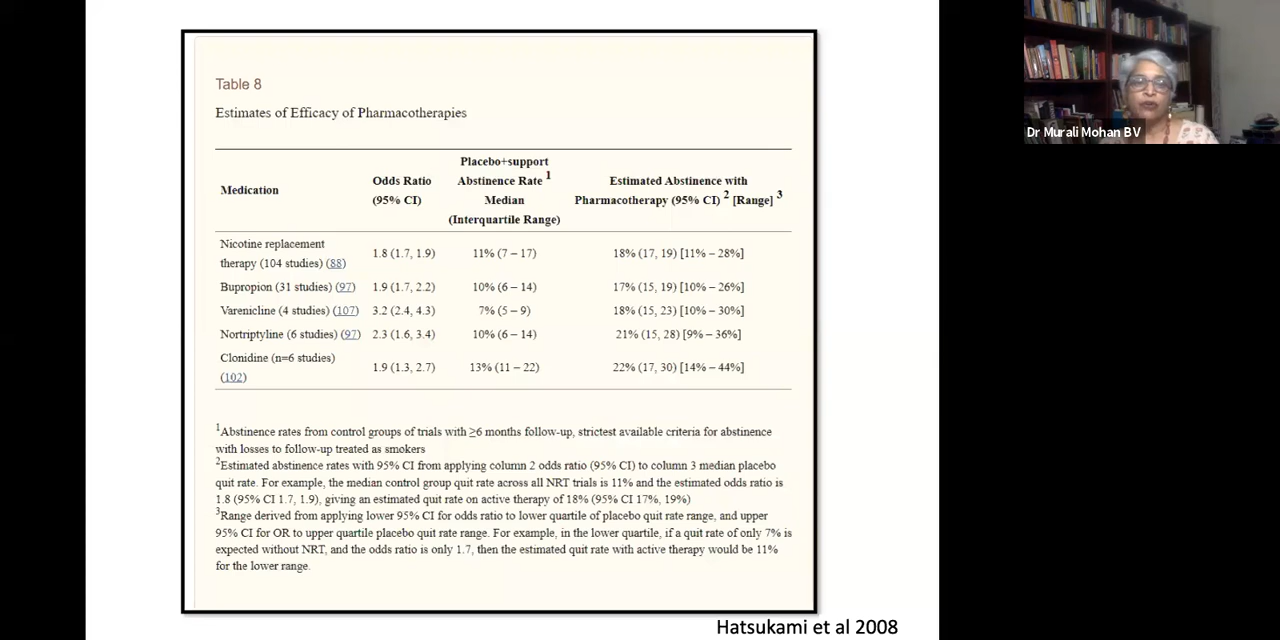 Table 8
Estimates of Efficacy of Pharmacotherapies
Medication
Odds Ratio
(95% CI)
Placebo+support
Abstinence Rate 1
Median
(Interquartile Range)
Estimated Abstinence with
Pharmacotherapy (95% CI) 2 [Range] 3
Nicotine replacement
therapy (104 studies) (88)
1.8 (1.7, 1.9)
11% (7 – 17)
18% (17, 19) [11% – 28%]
Bupropion (31 studies) (97)
1.9 (1.7, 2.2)
10% (6 – 14)
17% (15, 19) [10% – 26%]
Varenicline (4 studies) (107)
3.2 (2.4, 4.3)
7% (5 – 9)
18% (15, 23) [10% – 30%]
Nortriptyline (6 studies) (97)
2.3 (1.6, 3.4)
10% (6 – 14)
21% (15, 28) [9% – 36%]
Clonidine (n=6 studies)
(102)
1.9 (1.3, 2.7)
13% (11 – 22)
22% (17, 30) [14% – 44%]
1Abstinence rates from control groups of trials with ≥6 months follow-up, strictest available criteria for abstinence
with losses to follow-up treated as smokers
2Estimated abstinence rates with 95% CI from applying column 2 odds ratio (95% CI) to column 3 median placebo
quit rate. For example, the median control group quit rate across all NRT trials is 11% and the estimated odds ratio is
1.8 (95% CI 1.7, 1.9), giving an estimated quit rate on active therapy of 18% (95% CI 17%, 19%)
3Range derived from applying lower 95% CI for odds ratio to lower quartile of placebo quit rate range, and upper
95% CI for OR to upper quartile placebo quit rate range. For example, in the lower quartile, if a quit rate of only 7% is
expected without NRT, and the odds ratio is only 1.7, then the estimated quit rate with active therapy would be 11%
for the lower range.
Hatsukami et al 2008
Dr Murali Mohan BV